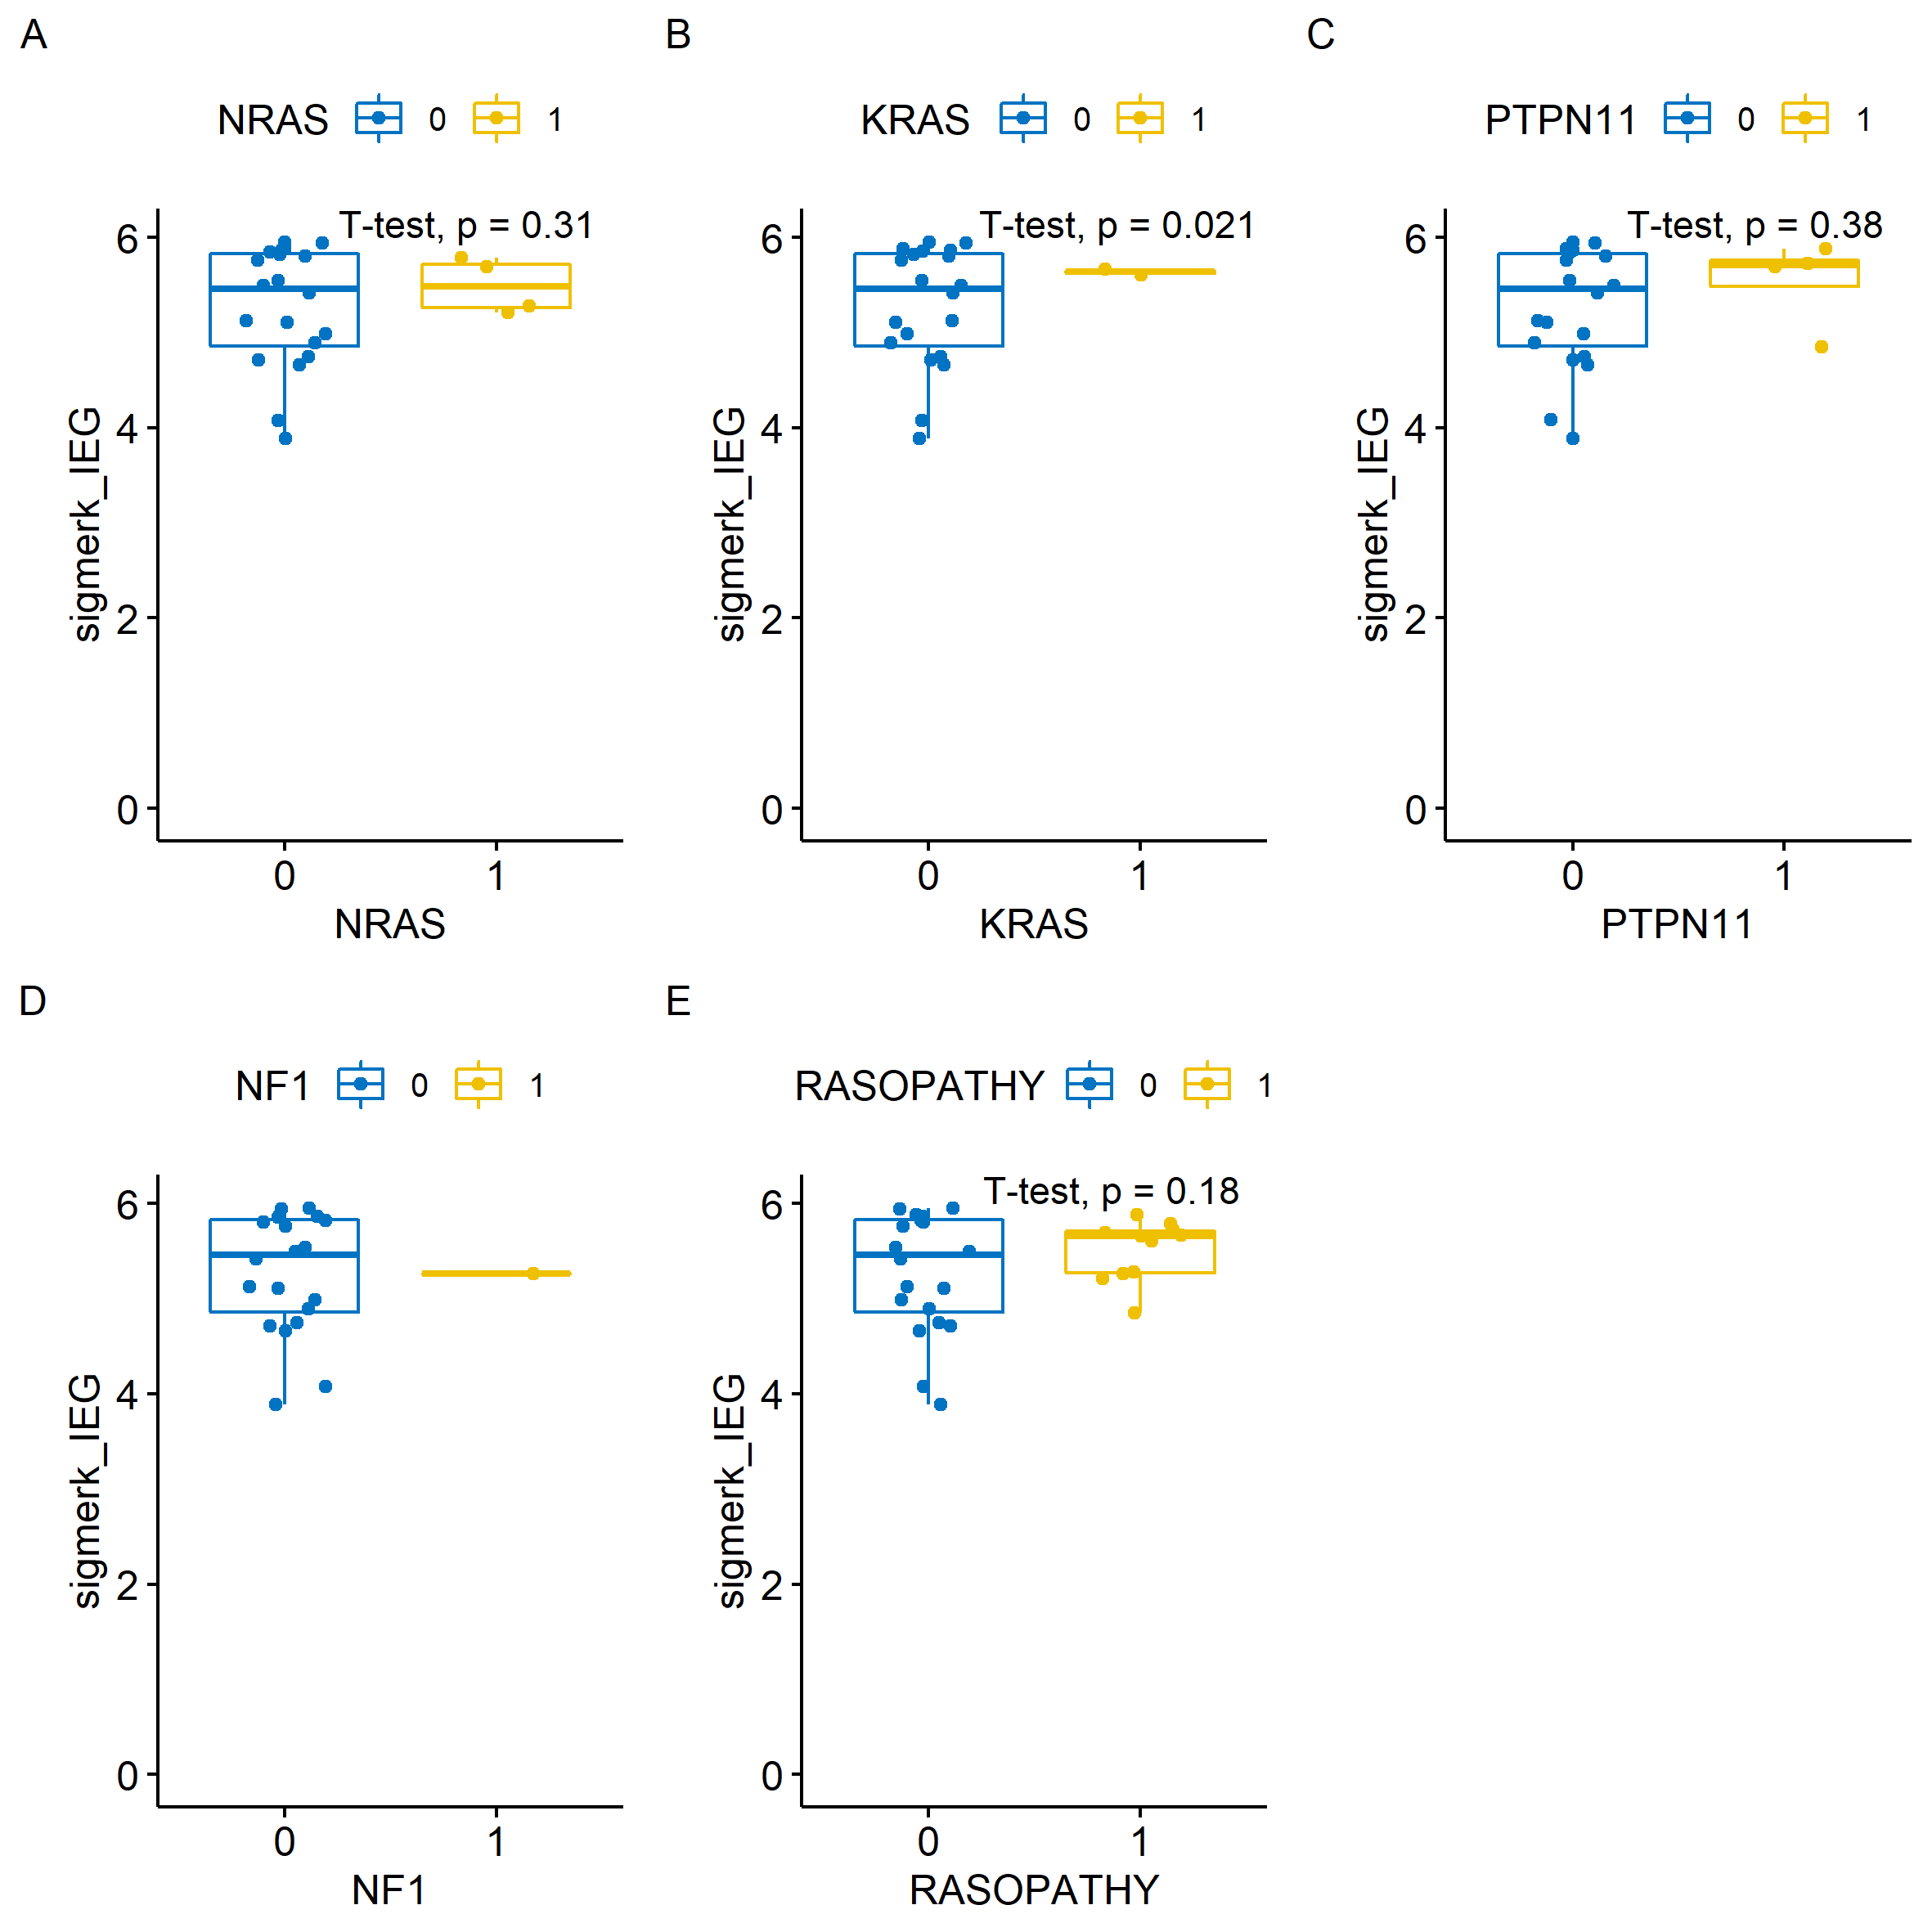 A
NRAS 0 1
T-test, p = 0.31
6
4
2
0
sigmerk_IEG
0 1
NRAS
B
KRAS 0 1
T-test, p = 0.021
6
4
2
0
sigmerk_IEG
0 1
KRAS
C
PTPN11 0 1
T-test, p = 0.38
6
4
2
0
sigmerk_IEG
0 1
PTPN11
D
NF1 0 1
6
4
2
0
sigmerk_IEG
0 1
NF1
E
RASOPATHY 0 1
T-test, p = 0.18
6
4
2
0
sigmerk_IEG
0 1
RASOPATHY